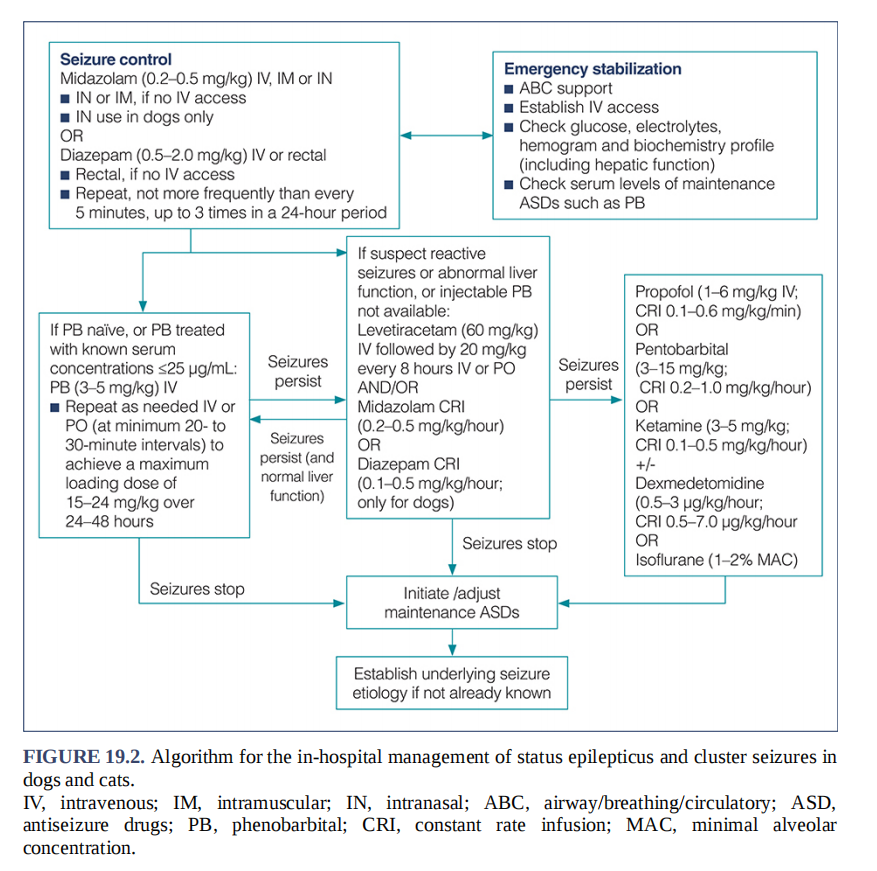 Seizure control
Midazolam (0.2–0.5 mg/kg) IV, IM or IN
■ IN or IM, if no IV access
■ IN use in dogs only
OR
Diazepam (0.5–2.0 mg/kg) IV or rectal
■ Rectal, if no IV access
■ Repeat, not more frequently than every
5 minutes, up to 3 times in a 24-hour period
Emergency stabilization
■ ABC support
■ Establish IV access
■ Check glucose, electrolytes,
hemogram and biochemistry profile
(including hepatic function)
■ Check serum levels of maintenance
ASDs such as PB
If PB naïve, or PB treated
with known serum
concentrations ≤25 µg/mL:
PB (3–5 mg/kg) IV
■ Repeat as needed IV or
PO (at minimum 20- to
30-minute intervals) to
achieve a maximum
loading dose of
15–24 mg/kg over
24–48 hours
Seizures
persist
Seizures
persist (and
normal liver
function)
If suspect reactive
seizures or abnormal liver
function, or injectable PB
not available:
Levetiracetam (60 mg/kg)
IV followed by 20 mg/kg
every 8 hours IV or PO
AND/OR
Midazolam CRI
(0.2–0.5 mg/kg/hour)
OR
Diazepam CRI
(0.1–0.5 mg/kg/hour;
only for dogs)
Seizures
persist
Propofol (1–6 mg/kg IV;
CRI 0.1–0.6 mg/kg/min)
OR
Pentobarbital
(3–15 mg/kg;
CRI 0.2–1.0 mg/kg/hour)
OR
Ketamine (3–5 mg/kg;
CRI 0.1–0.5 mg/kg/hour)
+/-
Dexmedetomidine
(0.5–3 µg/kg/hour;
CRI 0.5–7.0 µg/kg/hour
OR
Isoflurane (1–2% MAC)
Seizures stop
Seizures stop
Initiate /adjust
maintenance ASDs
Establish underlying seizure
etiology if not already known
FIGURE 19.2. Algorithm for the in-hospital management of status epilepticus and cluster seizures in
dogs and cats.
IV, intravenous; IM, intramuscular; IN, intranasal; ABC, airway/breathing/circulatory; ASD,
antiseizure drugs; PB, phenobarbital; CRI, constant rate infusion; MAC, minimal alveolar
concentration.